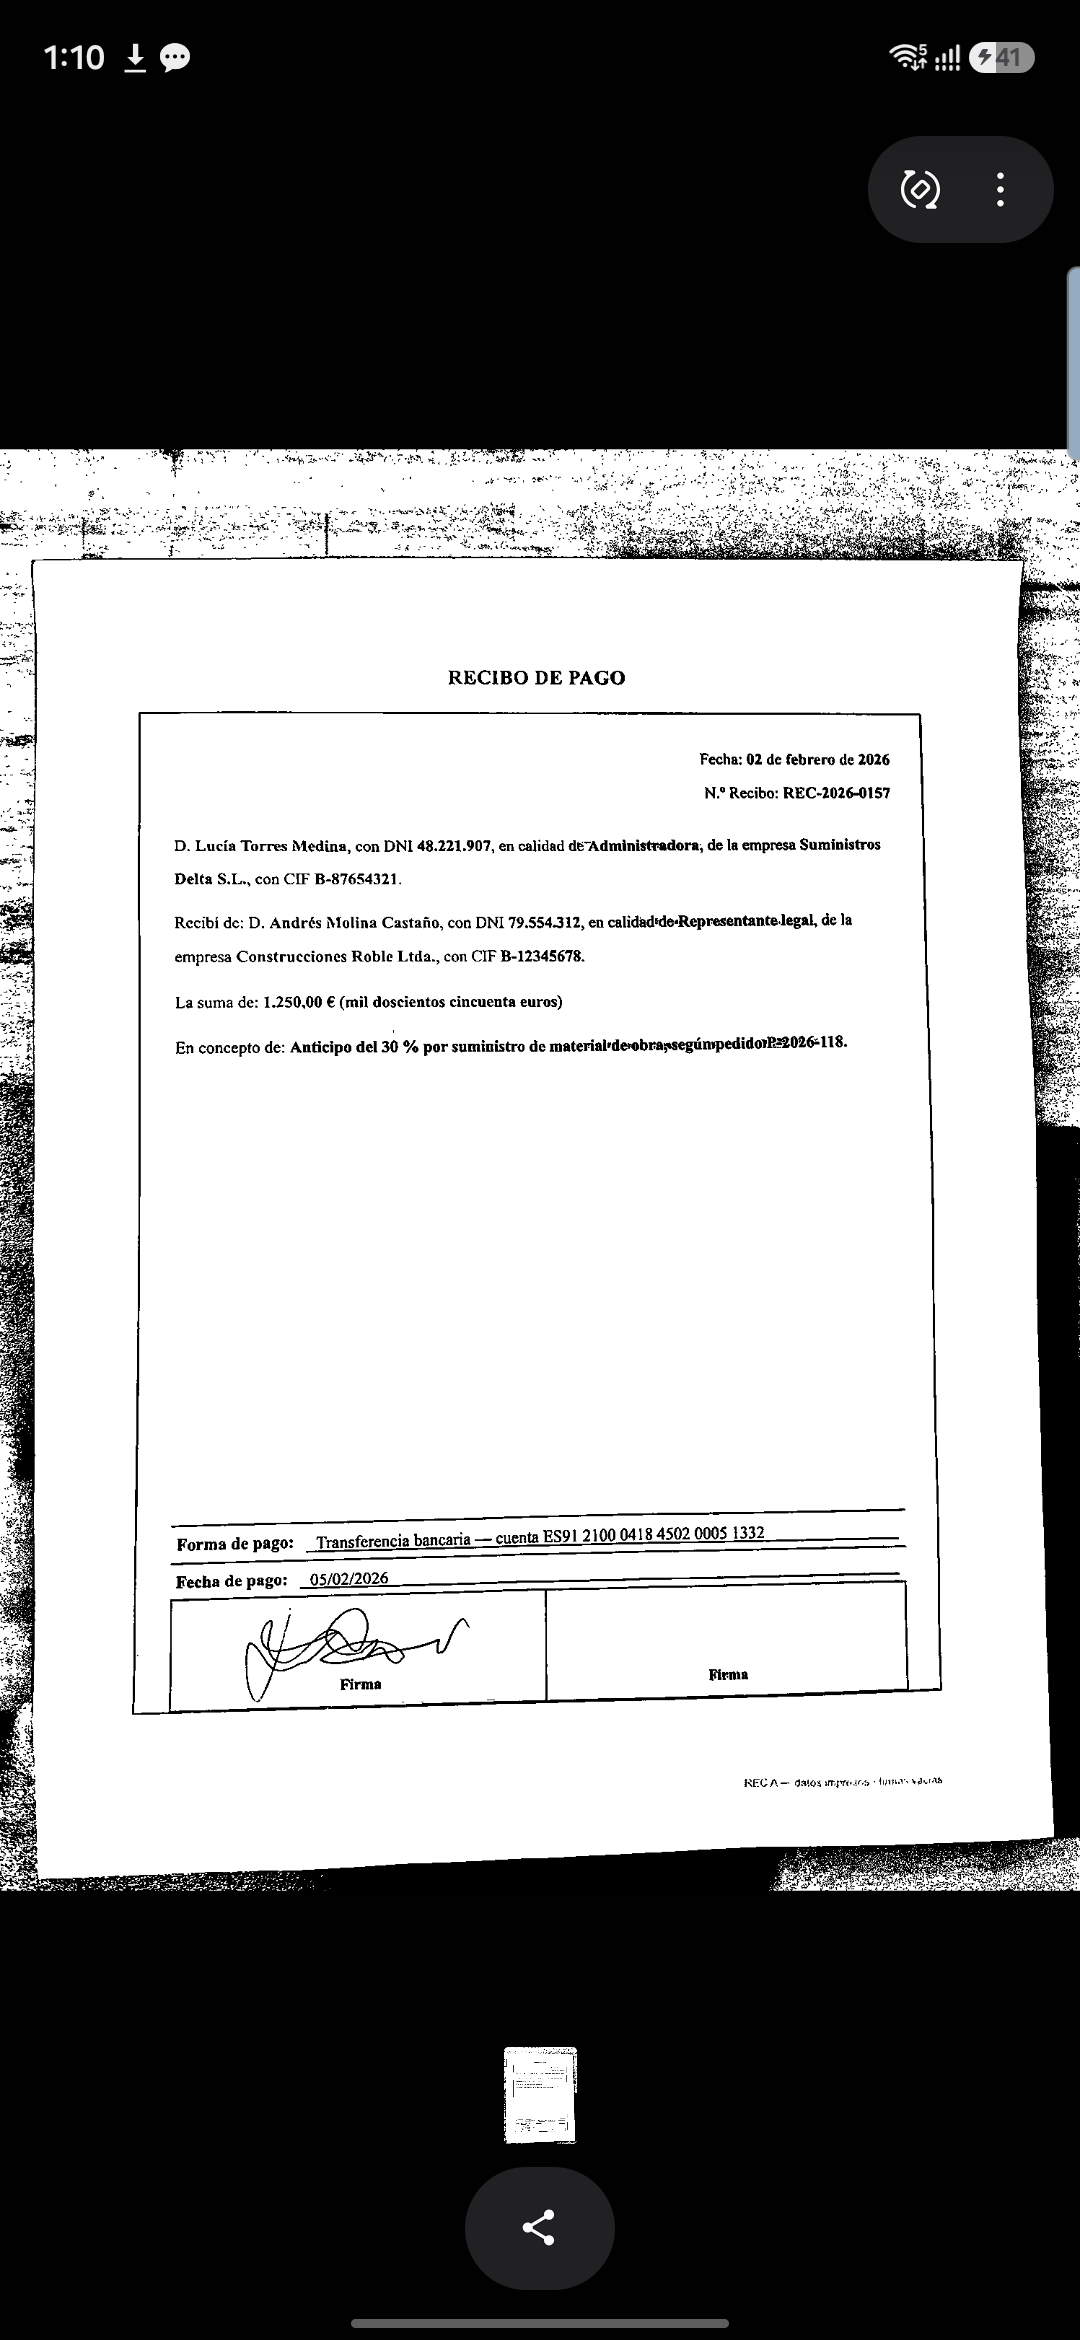 1:10
5
41
RECIBO DE PAGO
Fecha: 02 de febrero de 2026
N.º Recibo: REC-2026-0157
D. Lucía Torres Medina, con DNI 48.221.907, en calidad de Administradora, de la empresa Suministros
Delta S.L., con CIF B-87654321.
Recibí de: D. Andrés Molina Castaño, con DNI 79.554.312, en calidad de Representante legal, de la
empresa Construcciones Roble Ltda., con CIF B-12345678.
La suma de: 1.250,00 € (mil doscientos cincuenta euros)
En concepto de: Anticipo del 30 % por suministro de material de obra, según pedido P-2026-118.
Forma de pago: Transferencia bancaria — cuenta ES91 2100 0418 4502 0005 1332
Fecha de pago: 05/02/2026
Firma
Firma
REC A — datos impresos · firmas vacías